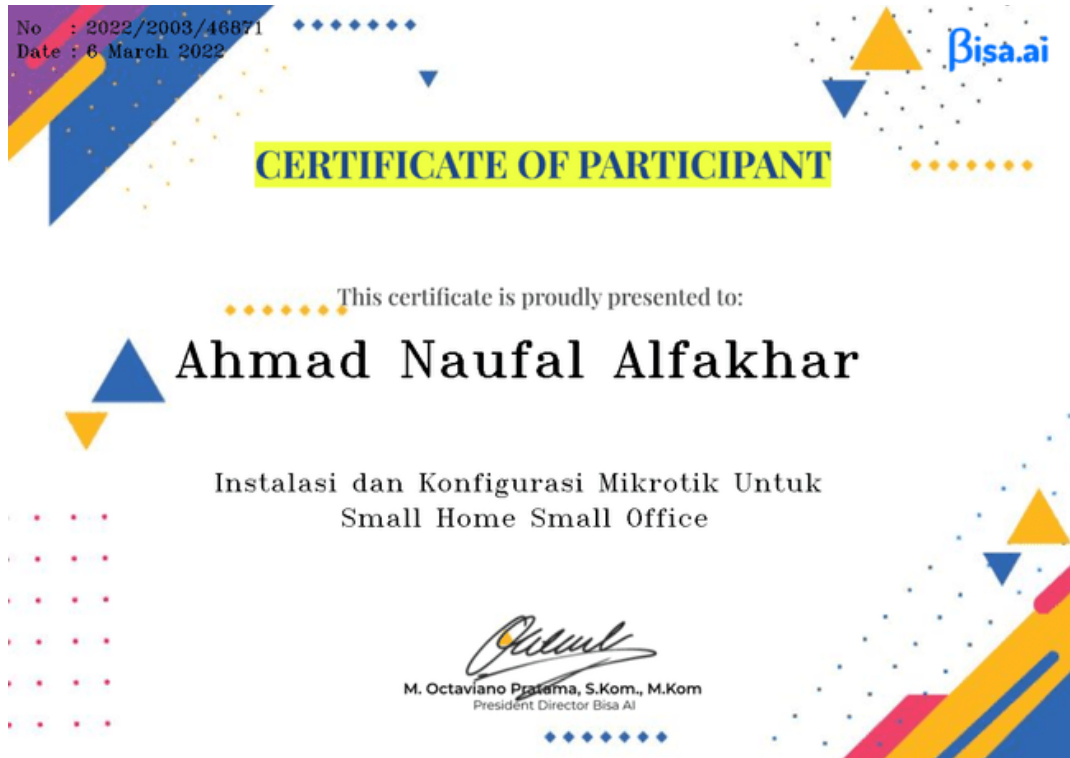 No : 2022/2003/46871
Date : 6 March 2022
βisa.ai
CERTIFICATE OF PARTICIPANT
This certificate is proudly presented to:
Ahmad Naufal Alfakhar
Instalasi dan Konfigurasi Mikrotik Untuk
Small Home Small Office
M. Octaviano Pratama, S.Kom., M.Kom
President Director Bisa AI